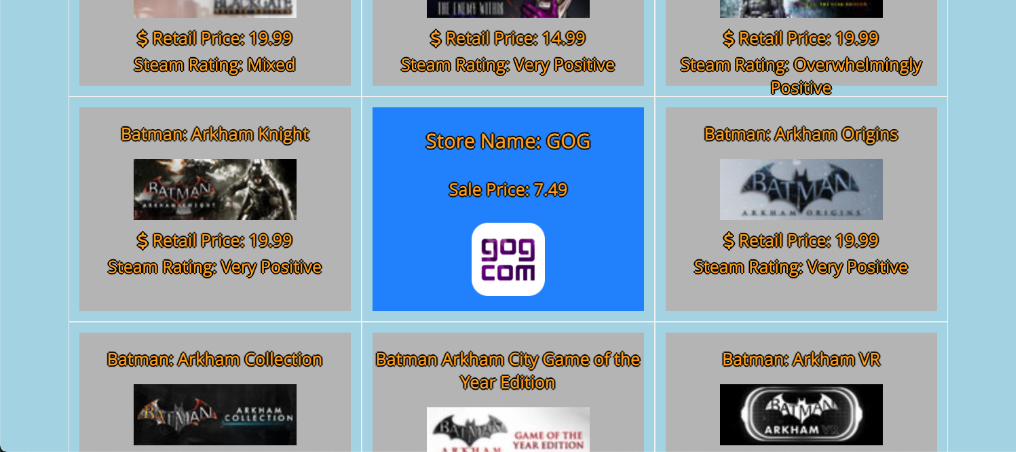 BLACKGATE
THE ENEMY WITHIN
$ Retail Price: 19.99
Steam Rating: Mixed
$ Retail Price: 14.99
Steam Rating: Very Positive
$ Retail Price: 19.99
Steam Rating: Overwhelmingly
Positive
Batman: Arkham Knight
BATMAN
ARKHAM KNIGHT
$ Retail Price: 19.99
Steam Rating: Very Positive
Store Name: GOG
Sale Price: 7.49
gog
com
Batman: Arkham Origins
BATMAN
ARKHAM ORIGINS
$ Retail Price: 19.99
Steam Rating: Very Positive
Batman: Arkham Collection
BATMAN
ARKHAM
COLLECTION
Batman Arkham City Game of the
Year Edition
BATMAN
ARKHAM
GAME OF THE
YEAR EDITION
Batman: Arkham VR
BATMAN
ARKHAM VR